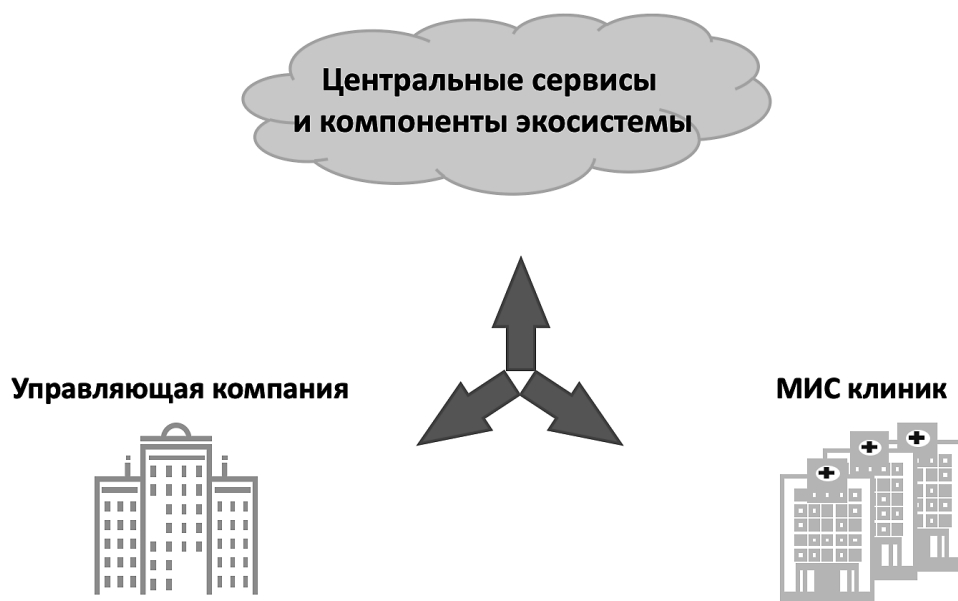 Центральные сервисы
и компоненты экосистемы
Управляющая компания
МИС клиник